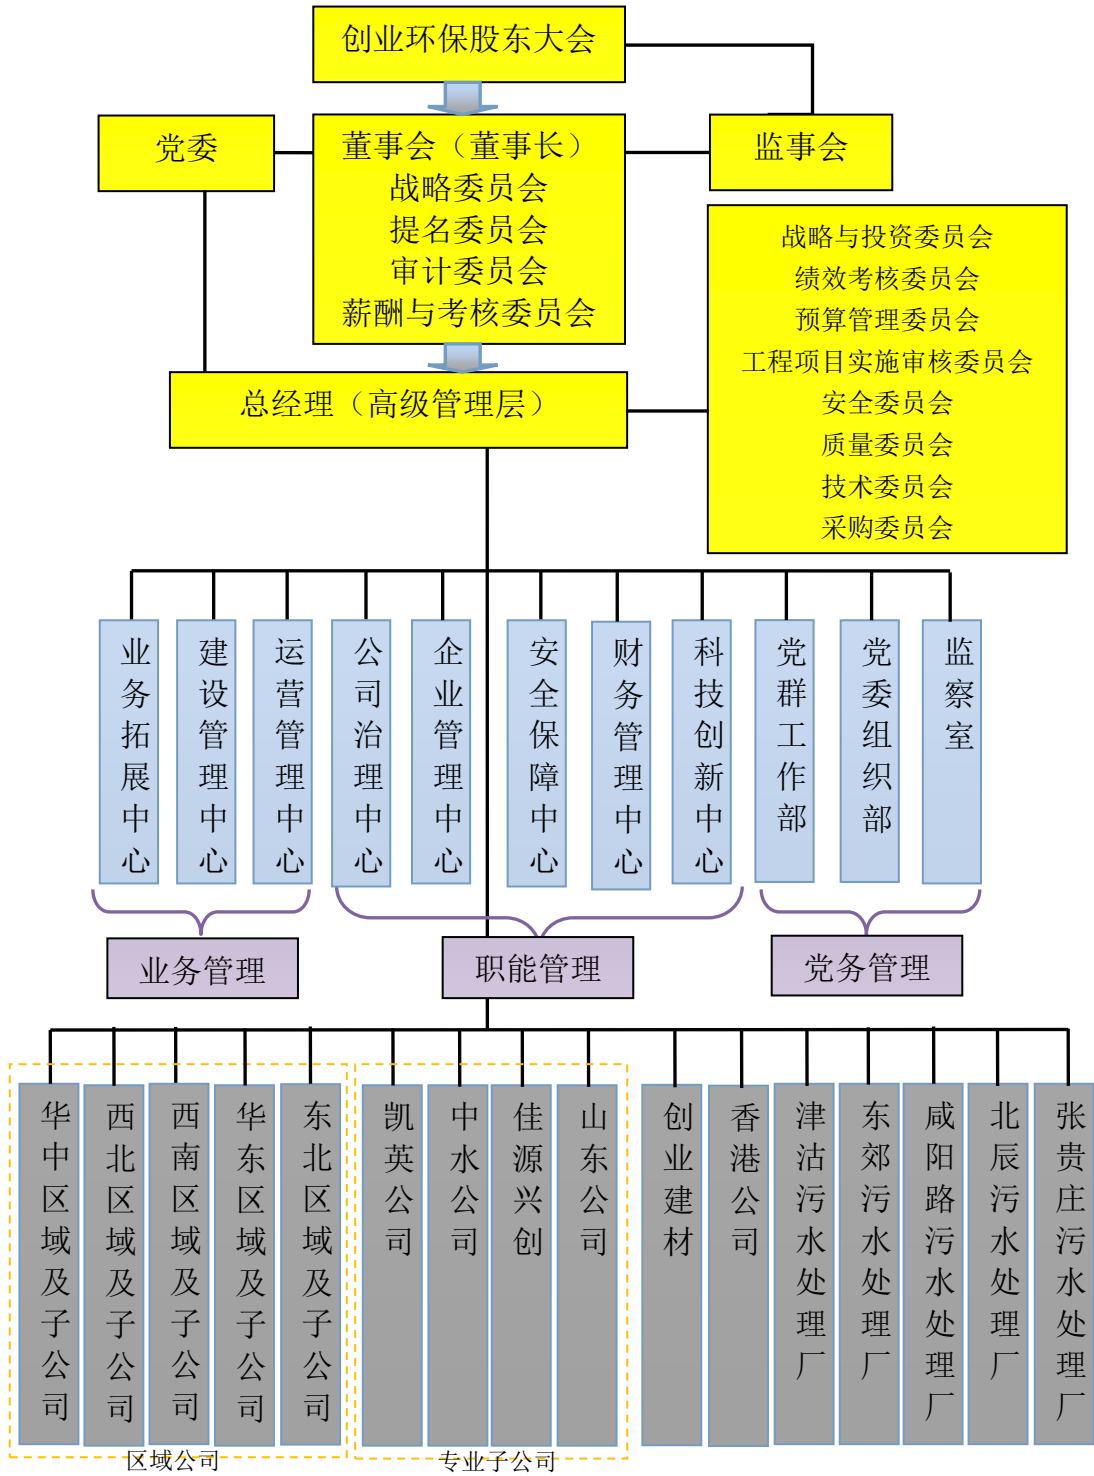 创业环保股东大会
党委
董事会（董事长）
战略委员会
提名委员会
审计委员会
薪酬与考核委员会
监事会
战略与投资委员会
绩效考核委员会
预算管理委员会
工程项目实施审核委员会
安全委员会
质量委员会
技术委员会
采购委员会
总经理（高级管理层）
业务拓展中心
建设管理中心
运营管理中心
公司治理中心
企业管理中心
安全保障中心
财务管理中心
科技创新中心
党群工作部
党委组织部
监察室
业务管理
职能管理
党务管理
华中区域及子公司
西北区域及子公司
西南区域及子公司
华东区域及子公司
东北区域及子公司
凯英公司
中水公司
佳源兴创
山东公司
创业建材
香港公司
津沽污水处理厂
东郊污水处理厂
咸阳路污水处理厂
北辰污水处理厂
张贵庄污水处理厂
区域公司
专业子公司